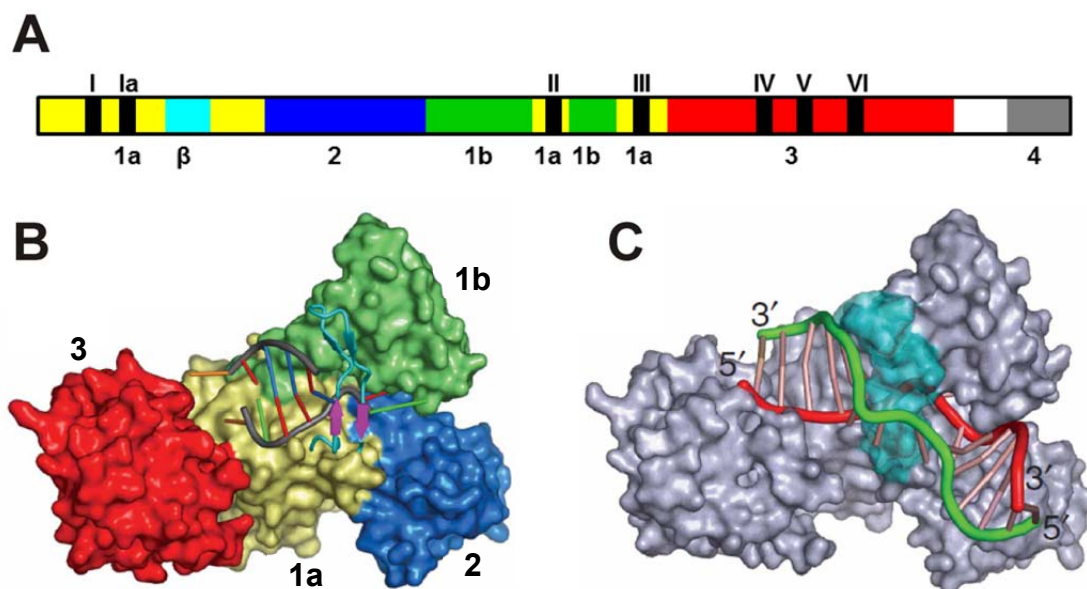 A
I Ia II III IV V VI
1a β 2 1b 1a 1b 1a 3 4
B
1b
3
1a
2
C
3′
5′
3′
5′